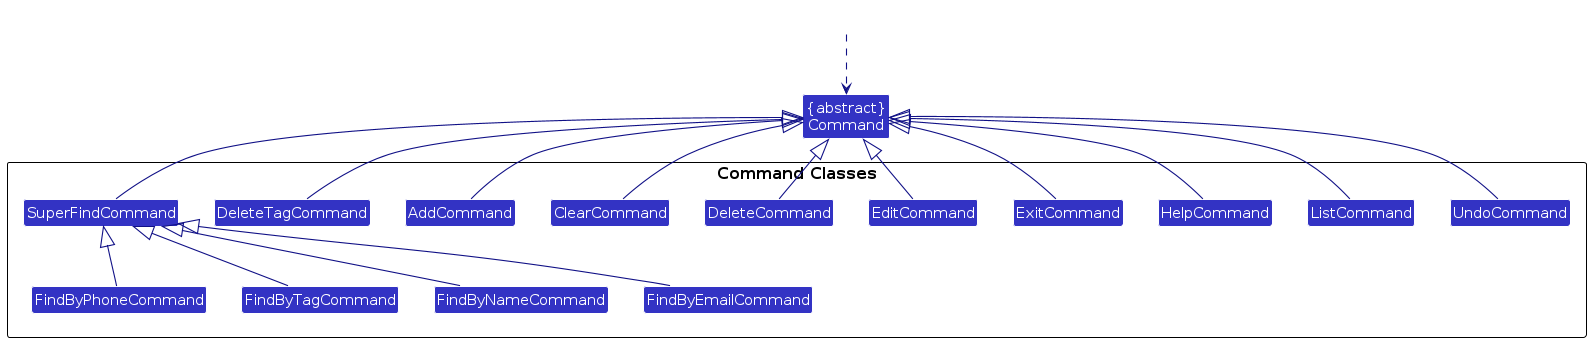 {abstract}
Command
Command Classes
SuperFindCommand
DeleteTagCommand
AddCommand
ClearCommand
DeleteCommand
EditCommand
ExitCommand
HelpCommand
ListCommand
UndoCommand
FindByPhoneCommand
FindByTagCommand
FindByNameCommand
FindByEmailCommand